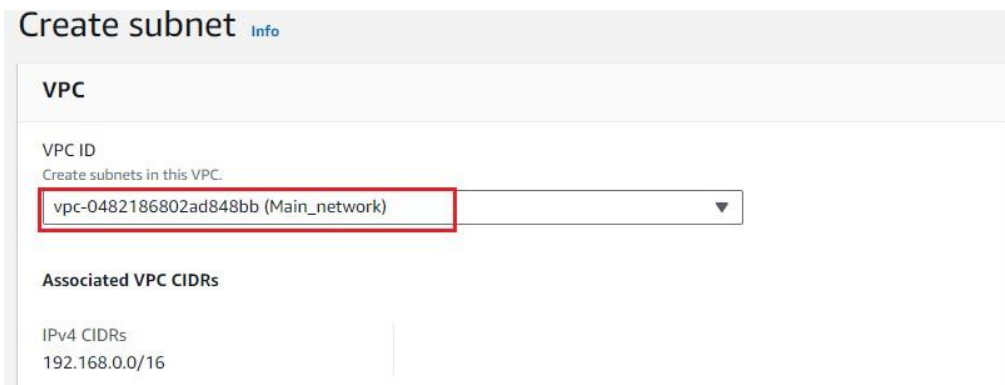 Create subnet Info
VPC
VPC ID
Create subnets in this VPC.
vpc-0482186802ad848bb (Main_network)
Associated VPC CIDRs
IPv4 CIDRs
192.168.0.0/16